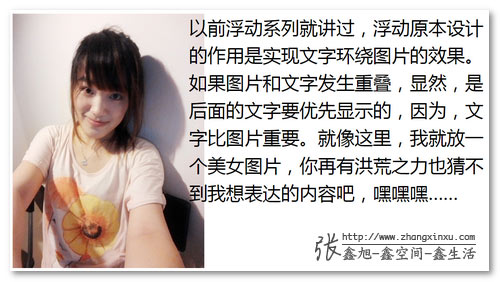 以前浮动系列就讲过，浮动原本设计
的作用是实现文字环绕图片的效果。
如果图片和文字发生重叠，显然，是
后面的文字要优先显示的，因为，文
字比图片重要。就像这里，我就放一
个美女图片，你再有洪荒之力也猜不
到我想表达的内容吧，嘿嘿嘿……
http://www.zhangxinxu.com
张鑫旭-鑫空间-鑫生活